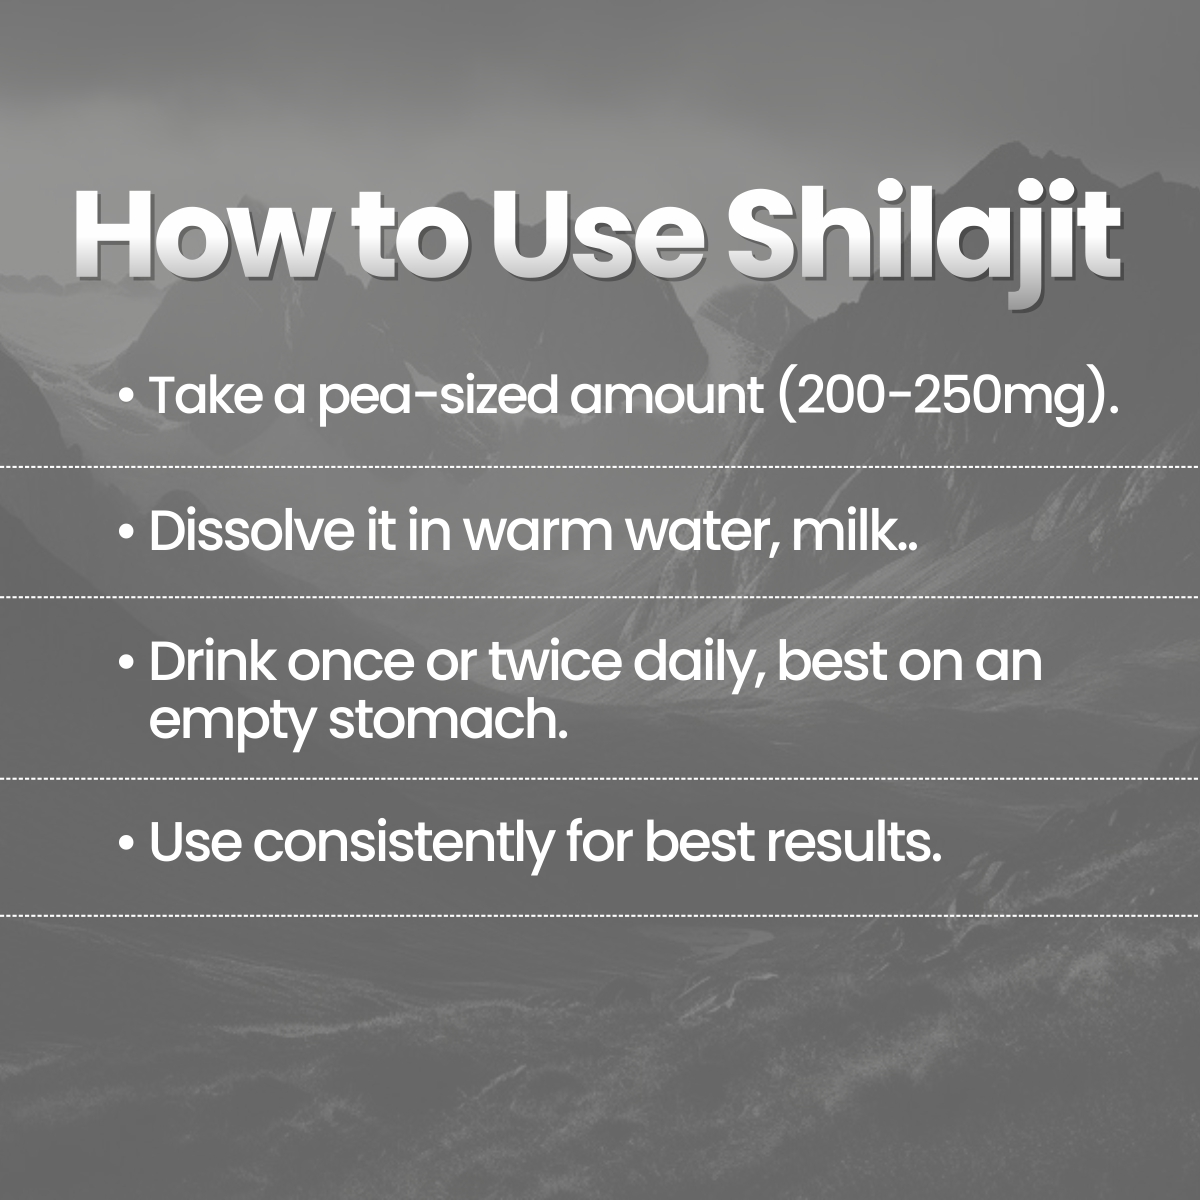 How to Use Shilajit
• Take a pea-sized amount (200-250mg).
• Dissolve it in warm water, milk..
• Drink once or twice daily, best on an
empty stomach.
• Use consistently for best results.